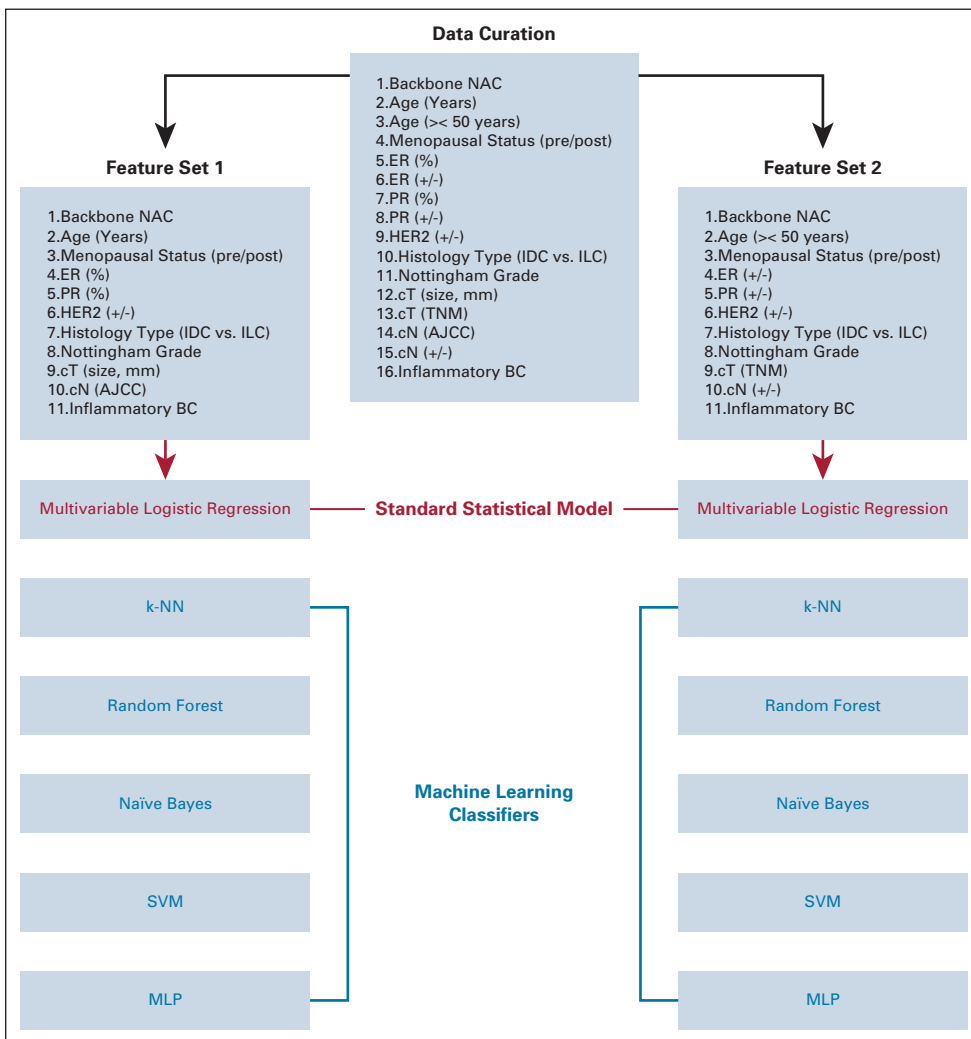 Data Curation
1.Backbone NAC
2.Age (Years)
3.Age (>< 50 years)
4.Menopausal Status (pre/post)
5.ER (%)
6.ER (+/-)
7.PR (%)
8.PR (+/-)
9.HER2 (+/-)
10.Histology Type (IDC vs. ILC)
11.Nottingham Grade
12.cT (size, mm)
13.cT (TNM)
14.cN (AJCC)
15.cN (+/-)
16.Inflammatory BC
Feature Set 1
1.Backbone NAC
2.Age (Years)
3.Menopausal Status (pre/post)
4.ER (%)
5.PR (%)
6.HER2 (+/-)
7.Histology Type (IDC vs. ILC)
8.Nottingham Grade
9.cT (size, mm)
10.cN (AJCC)
11.Inflammatory BC
Feature Set 2
1.Backbone NAC
2.Age (>< 50 years)
3.Menopausal Status (pre/post)
4.ER (+/-)
5.PR (+/-)
6.HER2 (+/-)
7.Histology Type (IDC vs. ILC)
8.Nottingham Grade
9.cT (TNM)
10.cN (+/-)
11.Inflammatory BC
Multivariable Logistic Regression
Standard Statistical Model
Multivariable Logistic Regression
k-NN
Random Forest
Naïve Bayes
SVM
MLP
Machine Learning
Classifiers
k-NN
Random Forest
Naïve Bayes
SVM
MLP